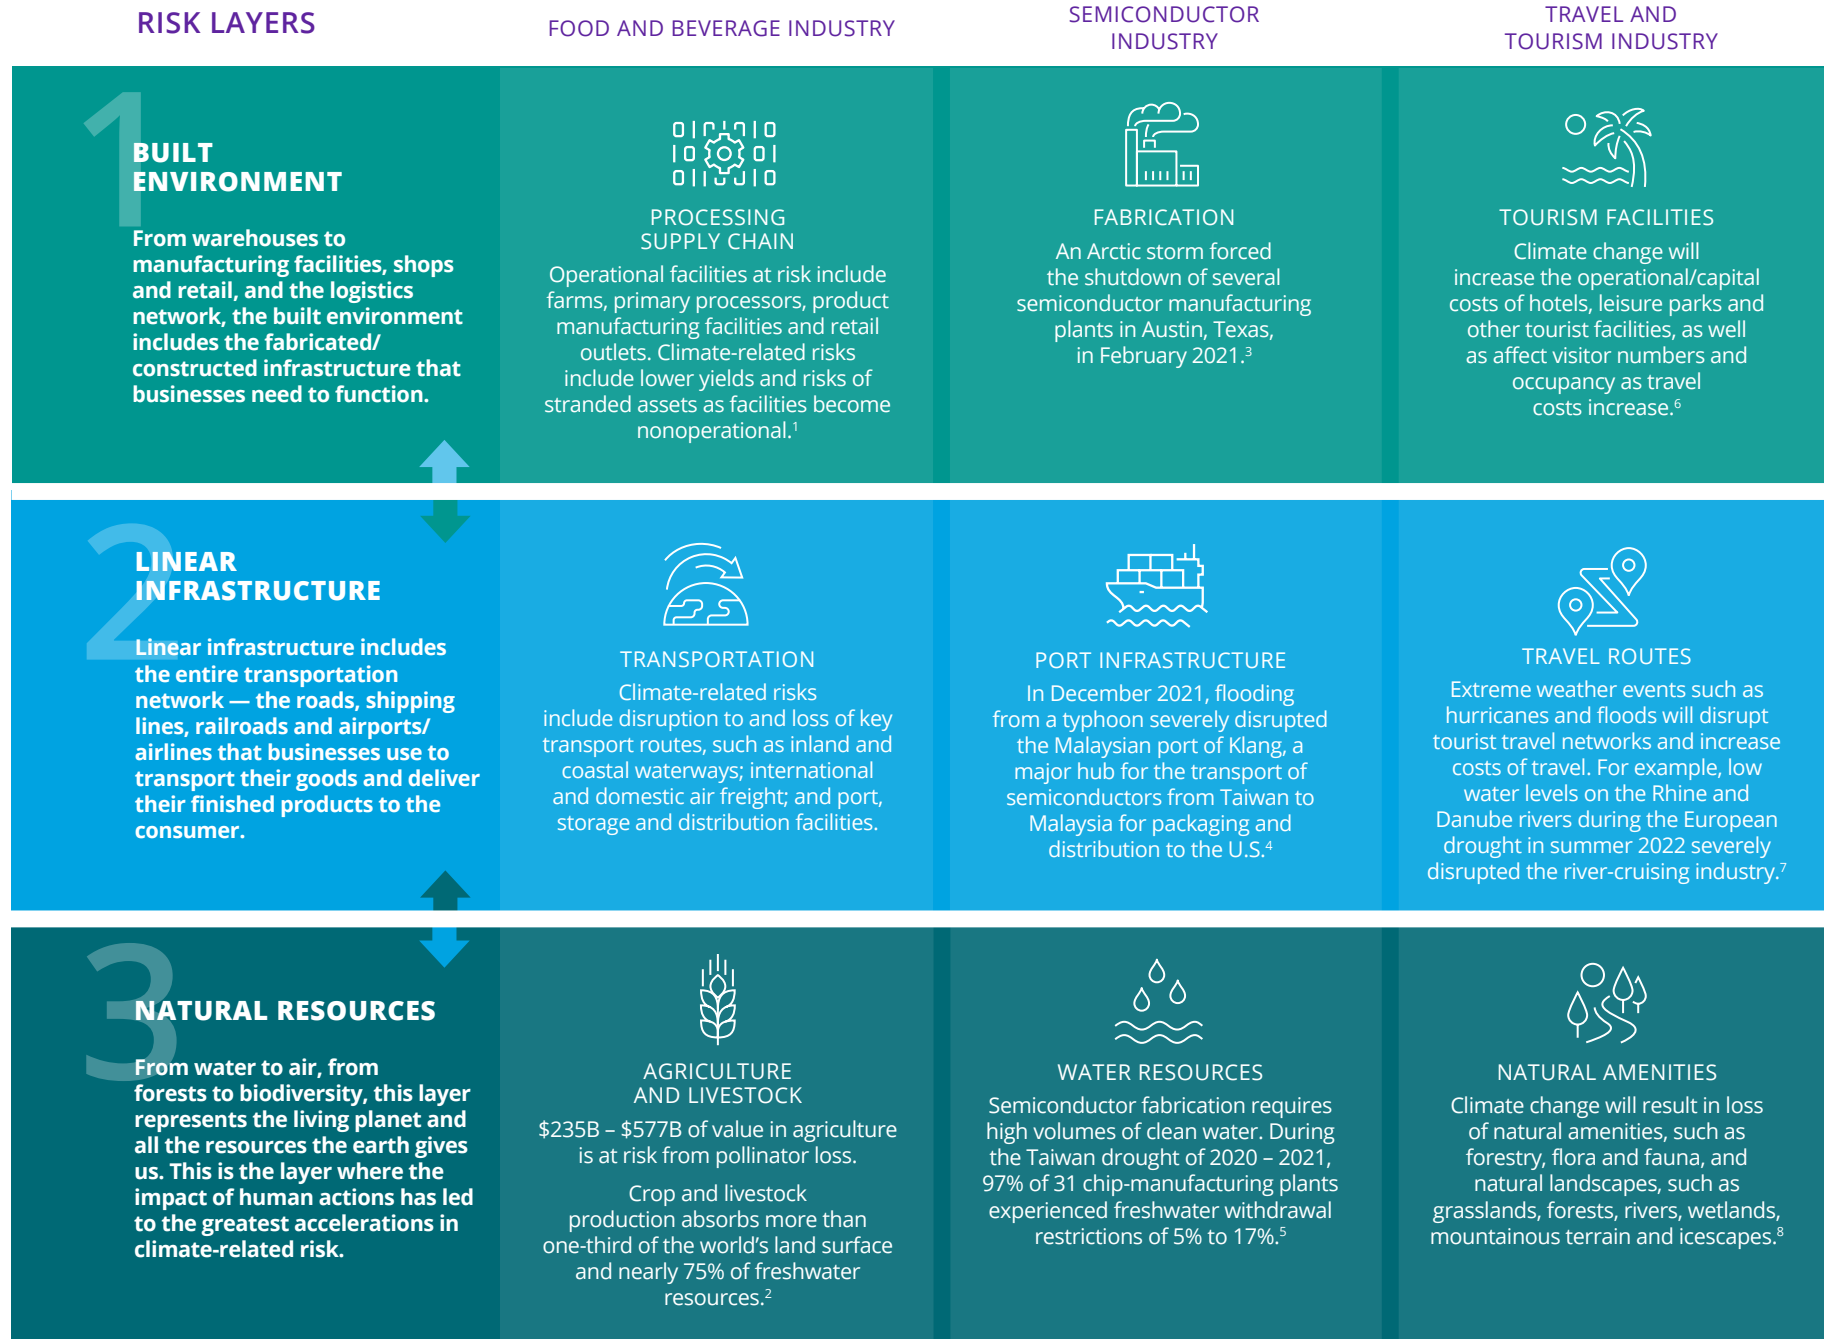 RISK LAYERS
FOOD AND BEVERAGE INDUSTRY
SEMICONDUCTOR
INDUSTRY
TRAVEL AND
TOURISM INDUSTRY
1
BUILT
ENVIRONMENT
From warehouses to
manufacturing facilities, shops
and retail, and the logistics
network, the built environment
includes the fabricated/
constructed infrastructure that
businesses need to function.
PROCESSING
SUPPLY CHAIN
Operational facilities at risk include
farms, primary processors, product
manufacturing facilities and retail
outlets. Climate-related risks
include lower yields and risks of
stranded assets as facilities become
nonoperational.1
FABRICATION
An Arctic storm forced
the shutdown of several
semiconductor manufacturing
plants in Austin, Texas,
in February 2021.3
TOURISM FACILITIES
Climate change will
increase the operational/capital
costs of hotels, leisure parks and
other tourist facilities, as well
as affect visitor numbers and
occupancy as travel
costs increase.6
2
LINEAR
INFRASTRUCTURE
Linear infrastructure includes
the entire transportation
network — the roads, shipping
lines, railroads and airports/
airlines that businesses use to
transport their goods and deliver
their finished products to the
consumer.
TRANSPORTATION
Climate-related risks
include disruption to and loss of key
transport routes, such as inland and
coastal waterways; international
and domestic air freight; and port,
storage and distribution facilities.
PORT INFRASTRUCTURE
In December 2021, flooding
from a typhoon severely disrupted
the Malaysian port of Klang, a
major hub for the transport of
semiconductors from Taiwan to
Malaysia for packaging and
distribution to the U.S.4
TRAVEL ROUTES
Extreme weather events such as
hurricanes and floods will disrupt
tourist travel networks and increase
costs of travel. For example, low
water levels on the Rhine and
Danube rivers during the European
drought in summer 2022 severely
disrupted the river-cruising industry.7
3
NATURAL RESOURCES
From water to air, from
forests to biodiversity, this layer
represents the living planet and
all the resources the earth gives
us. This is the layer where the
impact of human actions has led
to the greatest accelerations in
climate-related risk.
AGRICULTURE
AND LIVESTOCK
$235B – $577B of value in agriculture
is at risk from pollinator loss.
Crop and livestock
production absorbs more than
one-third of the world’s land surface
and nearly 75% of freshwater
resources.2
WATER RESOURCES
Semiconductor fabrication requires
high volumes of clean water. During
the Taiwan drought of 2020 – 2021,
97% of 31 chip-manufacturing plants
experienced freshwater withdrawal
restrictions of 5% to 17%.5
NATURAL AMENITIES
Climate change will result in loss
of natural amenities, such as
forestry, flora and fauna, and
natural landscapes, such as
grasslands, forests, rivers, wetlands,
mountainous terrain and icescapes.8